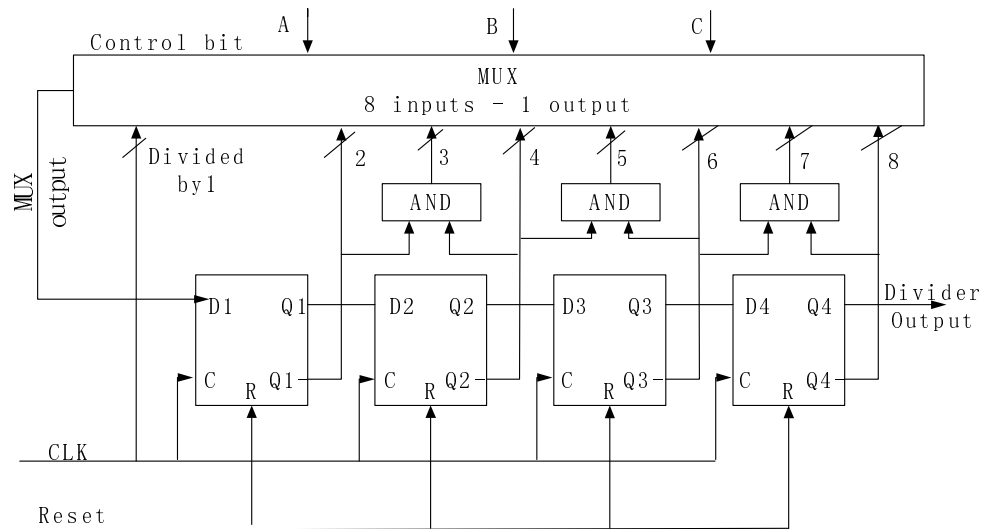 A
B
C
Control bit
MUX
8 inputs - 1 output
MUX
output
Divided
by1
2
3
4
5
6
7
8
AND
AND
AND
D1
Q1
D2
Q2
D3
Q3
D4
Q4
Divider
Output
C
R
Q1-
C
R
Q2-
C
R
Q3-
C
R
Q4-
CLK
Reset